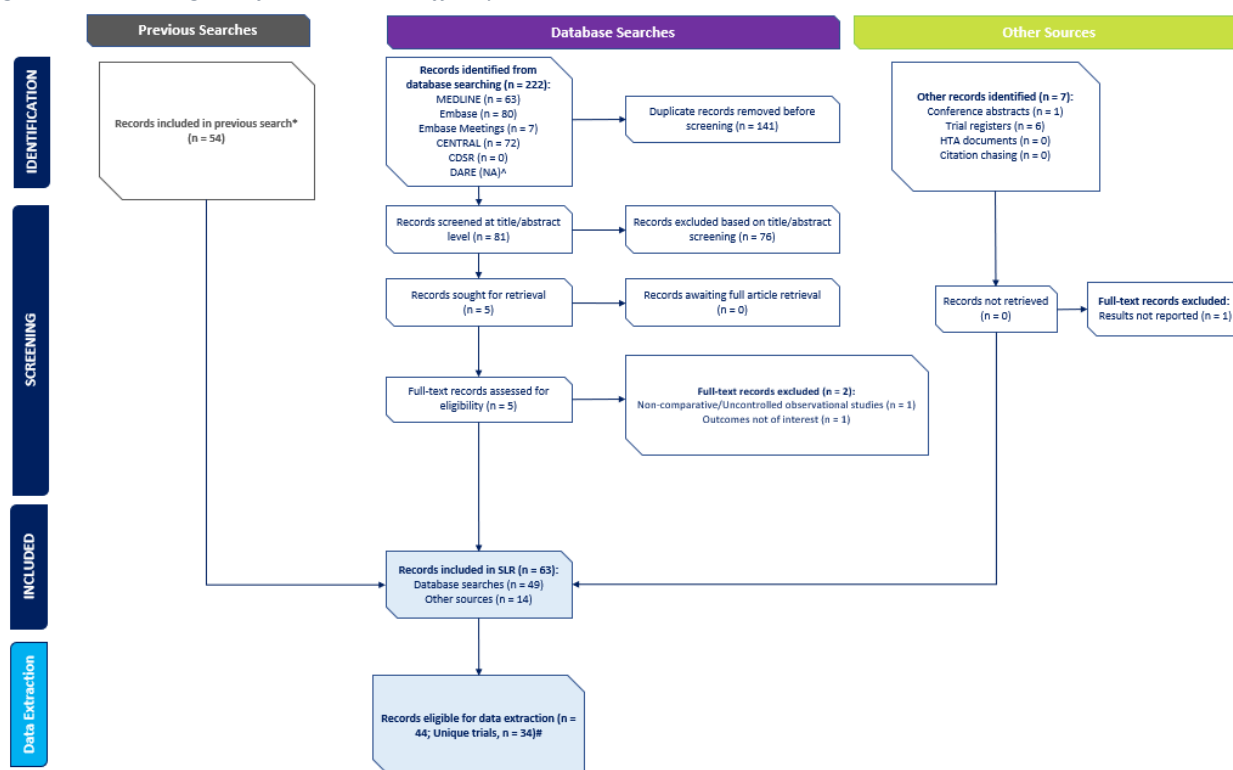 Previous Searches
Database Searches
Other Sources
IDENTIFICATION
Records included in previous search*
(n = 54)
Records identified from
database searching (n = 222):
MEDLINE (n = 63)
Embase (n = 80)
Embase Meetings (n = 7)
CENTRAL (n = 72)
CDSR (n = 0)
DARE (NA)^
Duplicate records removed before
screening (n = 141)
Other records identified (n = 7):
Conference abstracts (n = 1)
Trial registers (n = 6)
HTA documents (n = 0)
Citation chasing (n = 0)
SCREENING
Records screened at title/abstract
level (n = 81)
Records excluded based on title/abstract
screening (n = 76)
Records sought for retrieval
(n = 5)
Records awaiting full article retrieval
(n = 0)
Records not retrieved
(n = 0)
Full-text records excluded:
Results not reported (n = 1)
Full-text records assessed for
eligibility (n = 5)
Full-text records excluded (n = 2):
Non-comparative/Uncontrolled observational studies (n = 1)
Outcomes not of interest (n = 1)
INCLUDED
Records included in SLR (n = 63):
Database searches (n = 49)
Other sources (n = 14)
Data Extraction
Records eligible for data extraction (n =
44; Unique trials, n = 34)#